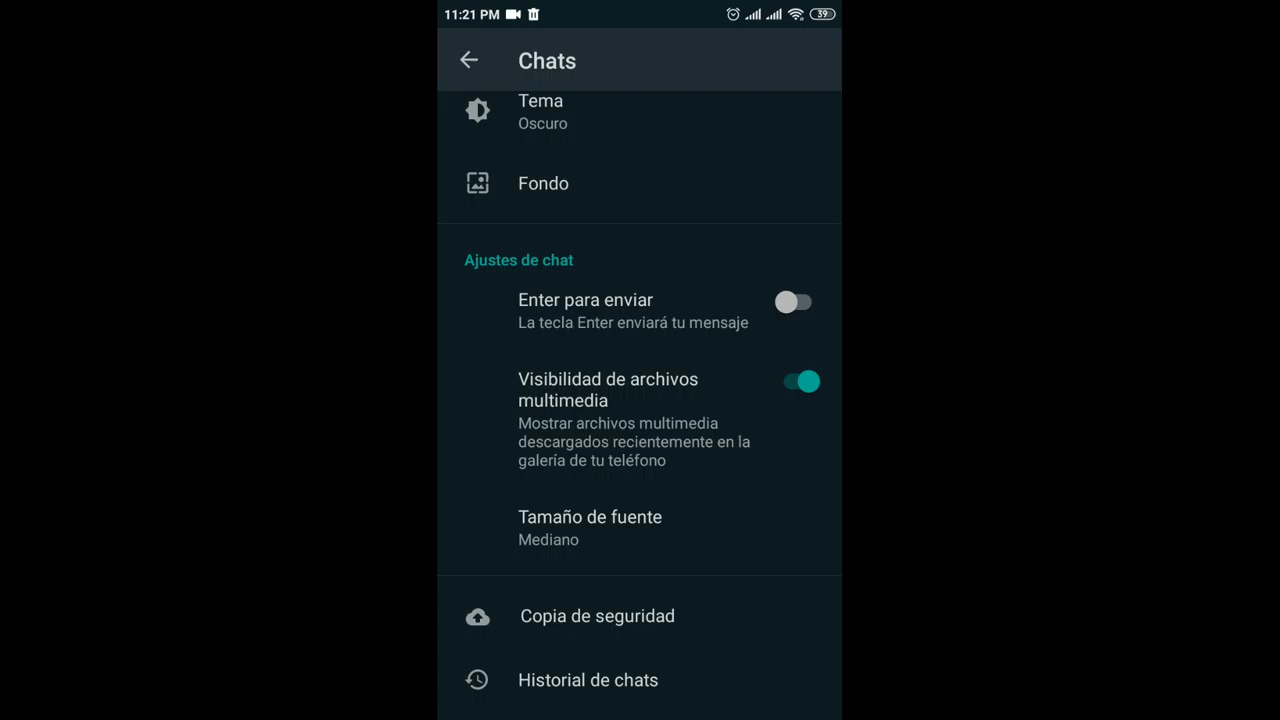 11:21 PM
39
Chats
Tema
Oscuro
Fondo
Ajustes de chat
Enter para enviar
La tecla Enter enviará tu mensaje
Visibilidad de archivos
multimedia
Mostrar archivos multimedia
descargados recientemente en la
galería de tu teléfono
Tamaño de fuente
Mediano
Copia de seguridad
Historial de chats